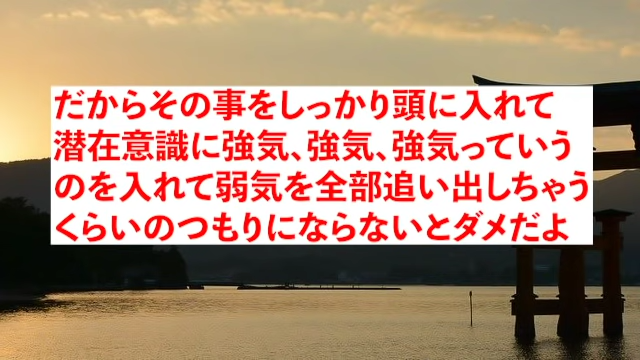 だからその事をしっかり頭に入れて
潜在意識に強気、強気、強気っていう
のを入れて弱気を全部追い出しちゃう
くらいのつもりにならないとダメだよ